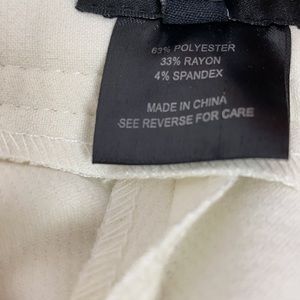 63% POLYESTER
33% RAYON
4% SPANDEX
MADE IN CHINA
SEE REVERSE FOR CARE